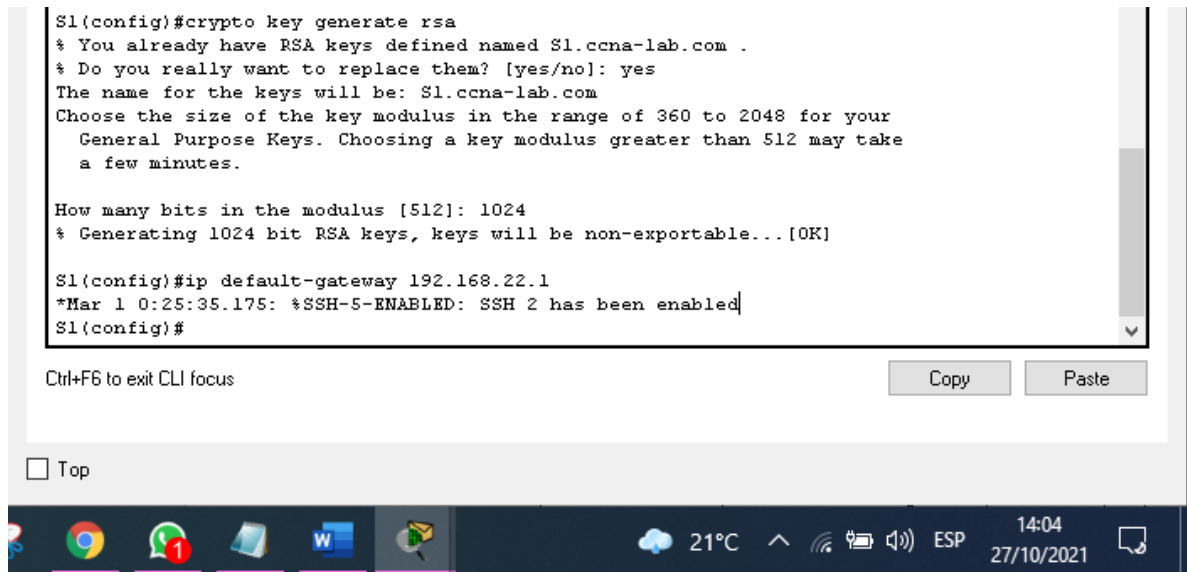 S1(config)#crypto key generate rsa
% You already have RSA keys defined named S1.ccna-lab.com .
% Do you really want to replace them? [yes/no]: yes
The name for the keys will be: S1.ccna-lab.com
Choose the size of the key modulus in the range of 360 to 2048 for your
General Purpose Keys. Choosing a key modulus greater than 512 may take
a few minutes.
How many bits in the modulus [512]: 1024
% Generating 1024 bit RSA keys, keys will be non-exportable...[OK]
S1(config)#ip default-gateway 192.168.22.1
*Mar 1 0:25:35.175: %SSH-5-ENABLED: SSH 2 has been enabled
S1(config)#
Ctrl+F6 to exit CLI focus
Copy
Paste
Top
1
W
21°C
ESP
14:04
27/10/2021